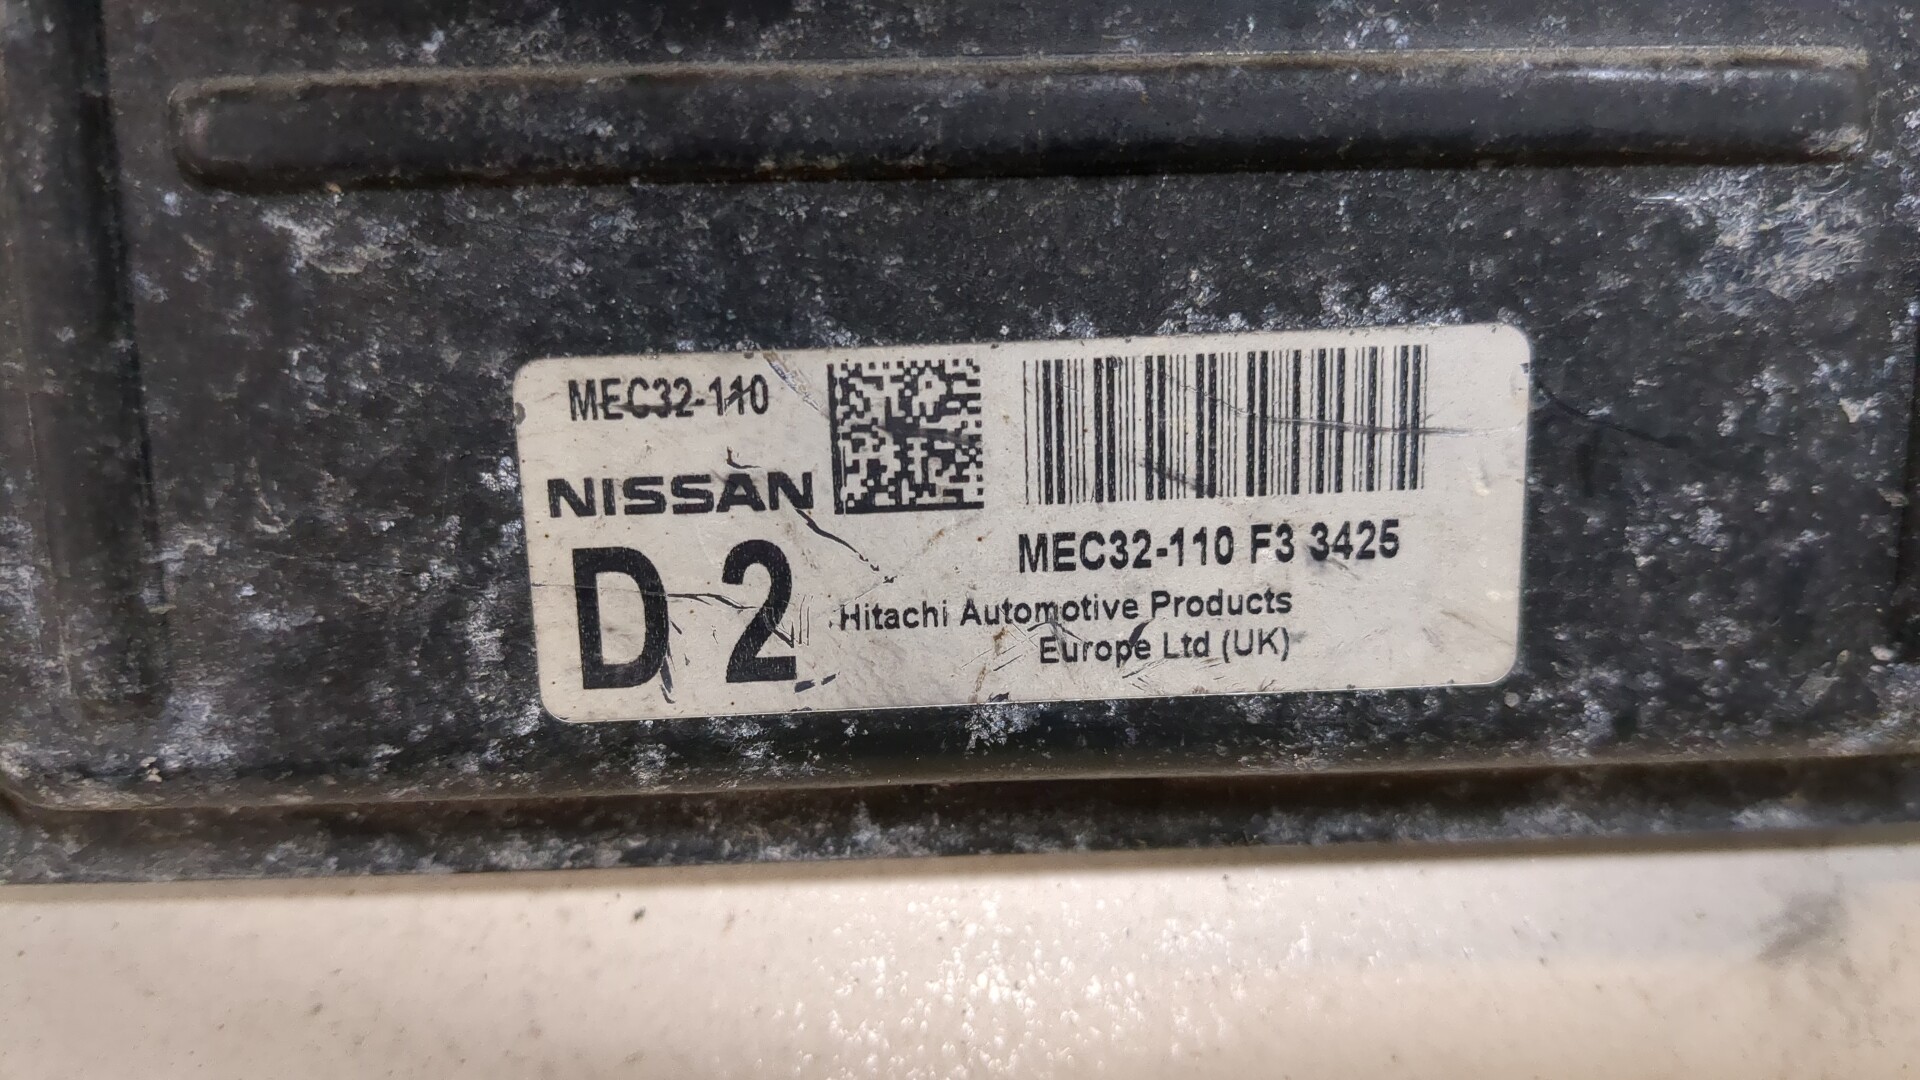 MEC32-110
NISSAN
D 2
MEC32-110 F3 3425
Hitachi Automotive Products
Europe Ltd (UK)